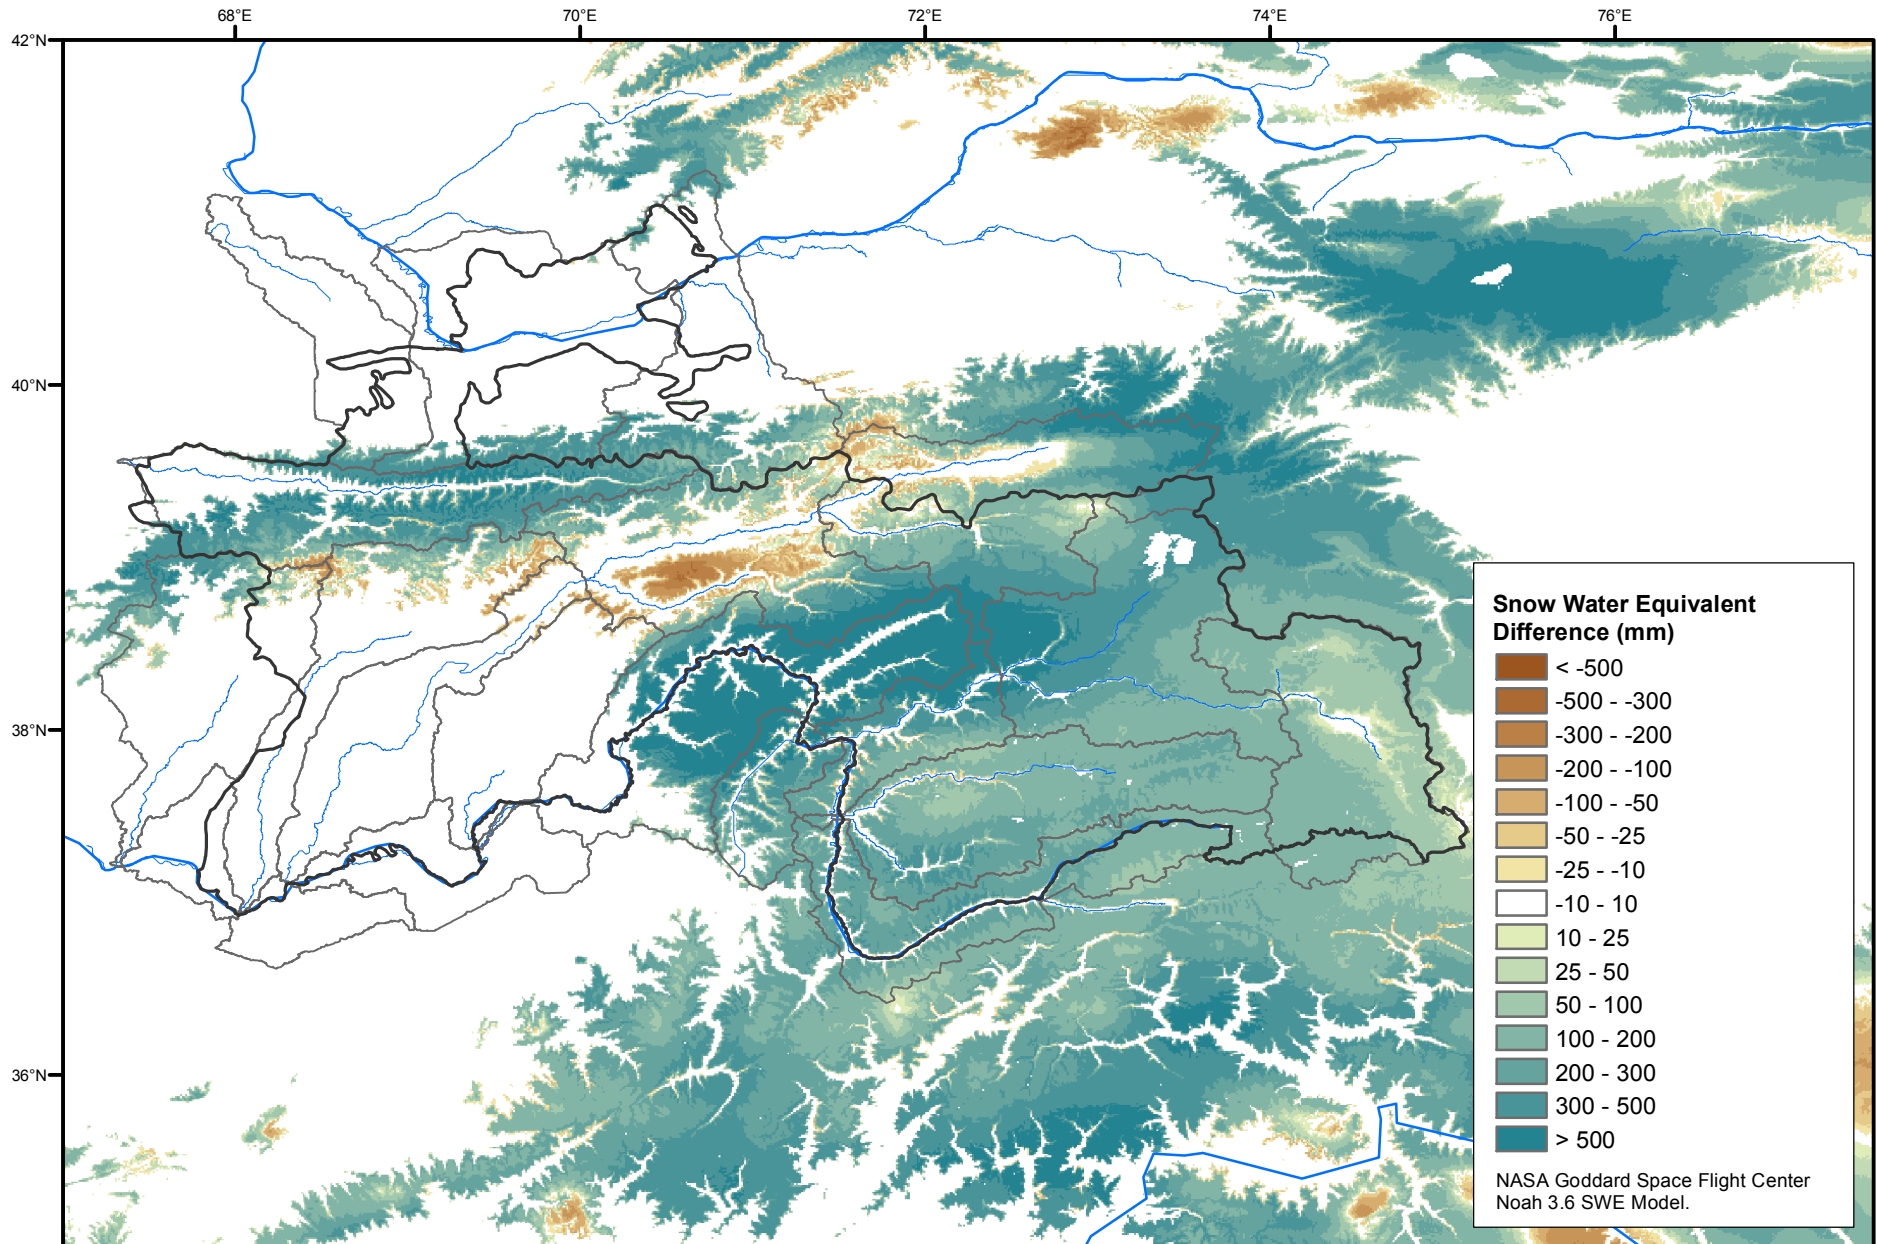 68°E 70°E 72°E 74°E 76°E
42°N
40°N
38°N
36°N
Snow Water Equivalent
Difference (mm)
< -500
-500 - -300
-300 - -200
-200 - -100
-100 - -50
-50 - -25
-25 - -10
-10 - 10
10 - 25
25 - 50
50 - 100
100 - 200
200 - 300
300 - 500
> 500
NASA Goddard Space Flight Center
Noah 3.6 SWE Model.